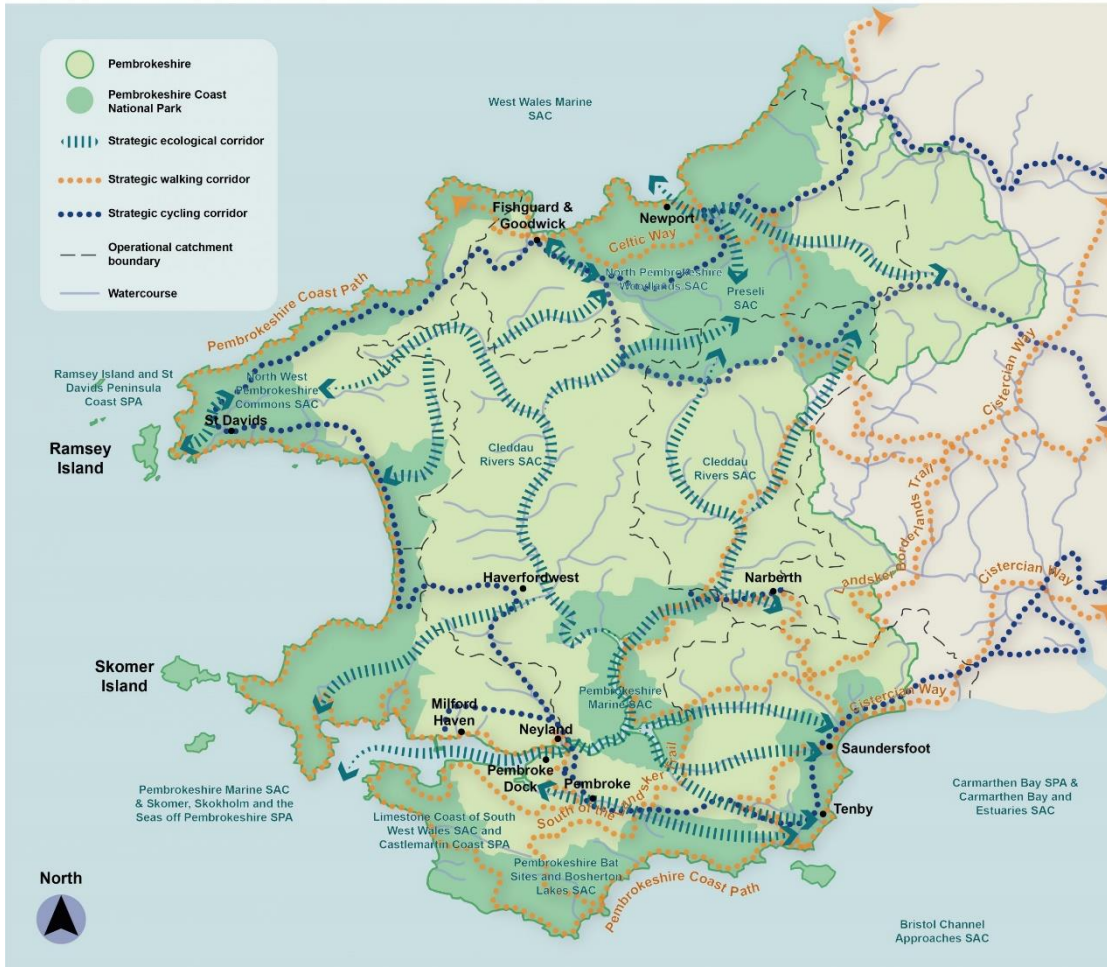 Pembrokeshire
Pembrokeshire Coast
National Park
Strategic ecological corridor
Strategic walking corridor
Strategic cycling corridor
Operational catchment
boundary
Watercourse
West Wales Marine
SAC
Fishguard &
Goodwick
Newport
Celtic Way
North Pembrokeshire
Woodlands SAC
Preseli
SAC
Pembrokeshire Coast Path
Ramsey Island and St
Davids Peninsula
Coast SPA
North West
Pembrokeshire
Commons SAC
St Davids
Ramsey
Island
Cleddau
Rivers SAC
Cleddau
Rivers SAC
Cistercian Way
Landsker Borderlands Trail
Haverfordwest
Narberth
Cistercian Way
Skomer
Island
Pembrokeshire
Marine SAC
Cistercian Way
Milford
Haven
Neyland
Saundersfoot
Pembroke
Dock
Pembroke
South of the Landsker Trail
Tenby
Pembrokeshire Marine SAC
& Skomer, Skokholm and the
Seas off Pembrokeshire SPA
Limestone Coast of South
West Wales SAC and
Castlemartin Coast SPA
Carmarthen Bay SPA &
Carmarthen Bay and
Estuaries SAC
Pembrokeshire Bat
Sites and Bosherton
Lakes SAC
Pembrokeshire Coast Path
North
Bristol Channel
Approaches SAC